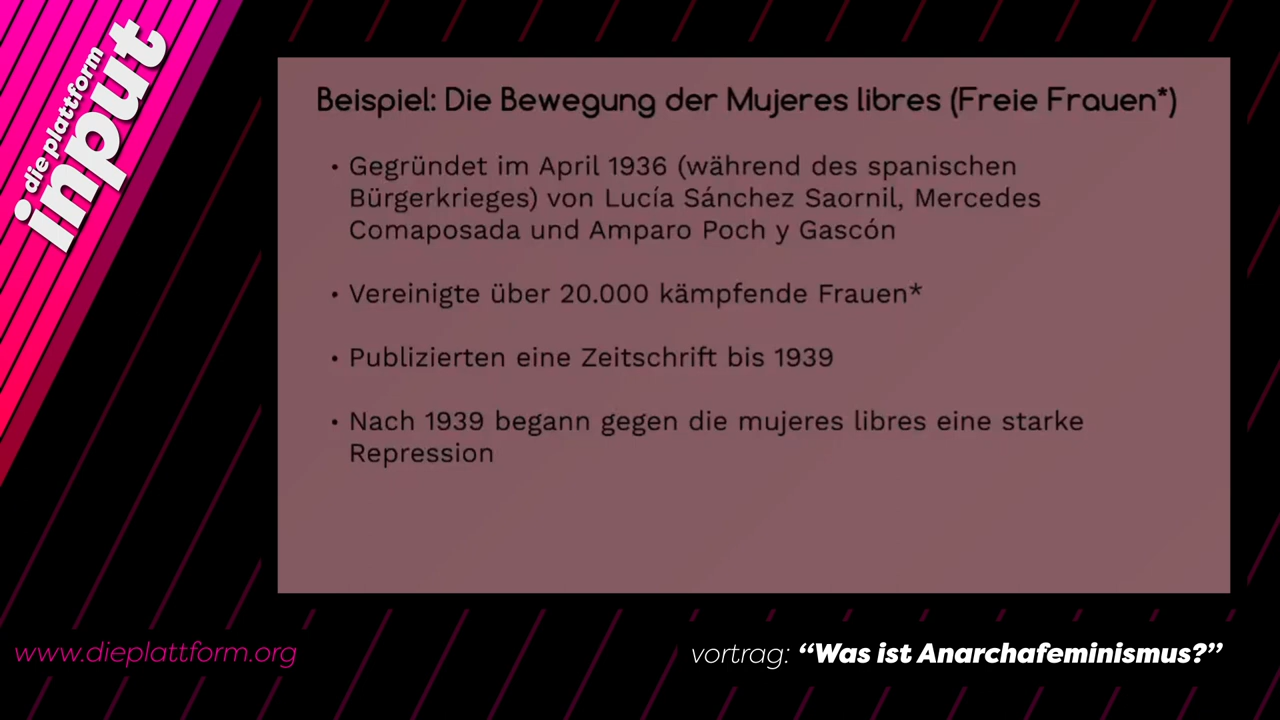 die plattform
input
Beispiel: Die Bewegung der Mujeres libres (Freie Frauen*)
• Gegründet im April 1936 (während des spanischen
Bürgerkrieges) von Lucía Sánchez Saornil, Mercedes
Comaposada und Amparo Poch y Gascón
• Vereinigte über 20.000 kämpfende Frauen*
• Publizierten eine Zeitschrift bis 1939
• Nach 1939 begann gegen die mujeres libres eine starke
Repression
www.dieplattform.org
vortrag: “Was ist Anarchafeminismus?”